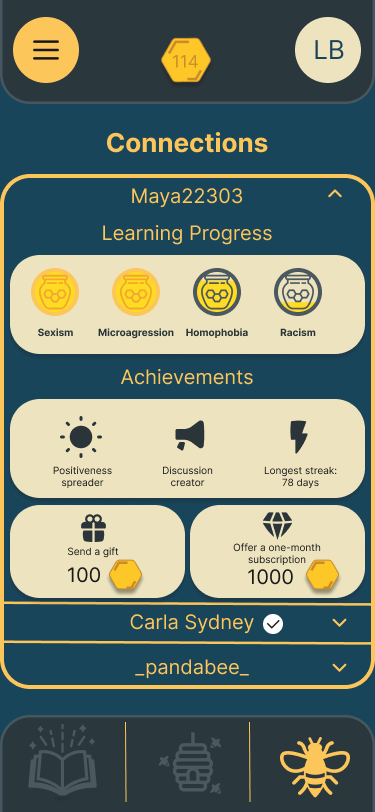 114
LB
Connections
Maya22303
Learning Progress
Sexism Microagression Homophobia Racism
Achievements
Positiveness
spreader
Discussion
creator
Longest streak:
78 days
Send a gift
100
Offer a one-month
subscription
1000
Carla Sydney
_pandabee_